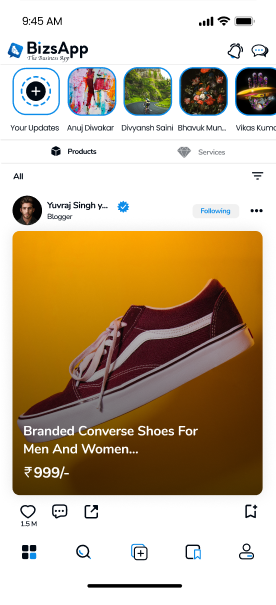 9:45 AM
BizsApp
The Business App
Your Updates
Anuj Diwakar
Divyansh Saini
Bhavuk Mun...
Vikas Kuma
Products
Services
All
Yuvraj Singh y...
Blogger
Following
Branded Converse Shoes For
Men And Women...
₹999/-
1.5 M